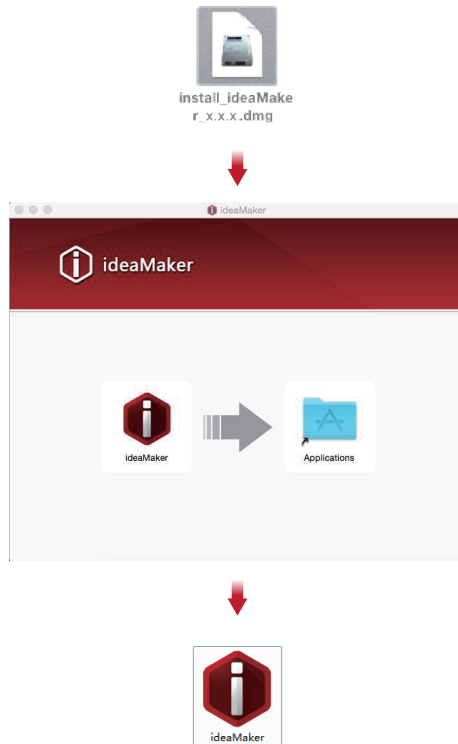 install_ideaMake
r_x.x.x.dmg
ideaMaker
ideaMaker
ideaMaker
Applications
ideaMaker